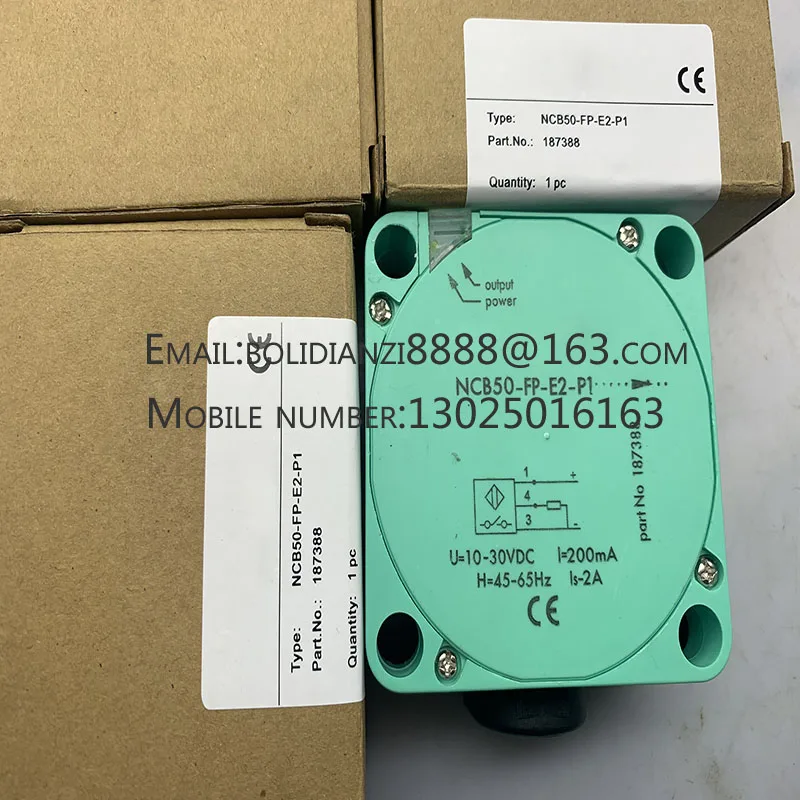 CE
Type: NCB50-FP-E2-P1
Part.No.: 187388
Quantity: 1 pc
output
power
EMAIL:BOLIDIANZI8888@163.COM
NCB50-FP-E2-P1
MOBILE NUMBER:13025016163
part No 187388
1 +
4
3 -
U=10-30VDC I=200mA
H=45-65Hz Is-2A
CE
CE
Type: NCB50-FP-E2-P1
Part.No.: 187388
Quantity: 1 pc